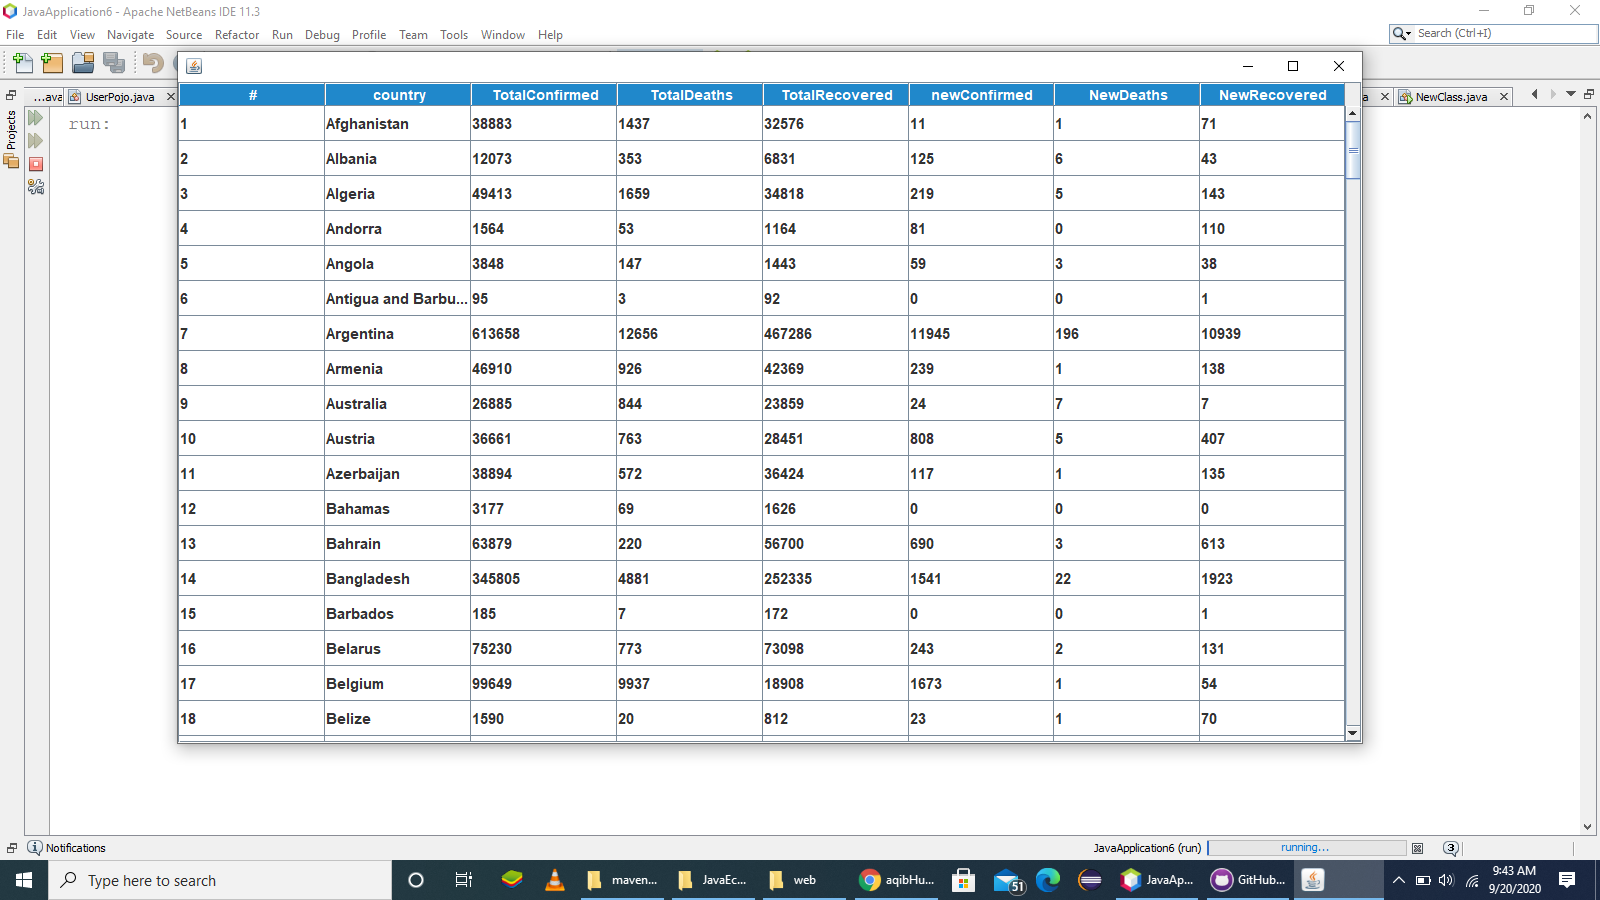 JavaApplication6 - Apache NetBeans IDE 11.3
File Edit View Navigate Source Refactor Run Debug Profile Team Tools Window Help
Search (Ctrl+I)
...ava UserPojo.java
a NewClass.java
Projects
run:
# country TotalConfirmed TotalDeaths TotalRecovered newConfirmed NewDeaths NewRecovered
1 Afghanistan 38883 1437 32576 11 1 71
2 Albania 12073 353 6831 125 6 43
3 Algeria 49413 1659 34818 219 5 143
4 Andorra 1564 53 1164 81 0 110
5 Angola 3848 147 1443 59 3 38
6 Antigua and Barbu... 95 3 92 0 0 1
7 Argentina 613658 12656 467286 11945 196 10939
8 Armenia 46910 926 42369 239 1 138
9 Australia 26885 844 23859 24 7 7
10 Austria 36661 763 28451 808 5 407
11 Azerbaijan 38894 572 36424 117 1 135
12 Bahamas 3177 69 1626 0 0 0
13 Bahrain 63879 220 56700 690 3 613
14 Bangladesh 345805 4881 252335 1541 22 1923
15 Barbados 185 7 172 0 0 1
16 Belarus 75230 773 73098 243 2 131
17 Belgium 99649 9937 18908 1673 1 54
18 Belize 1590 20 812 23 1 70
Notifications
JavaApplication6 (run) running... 3
Type here to search
maven... JavaEc... web aqibHu... 51 JavaAp... GitHub...
9:43 AM
9/20/2020